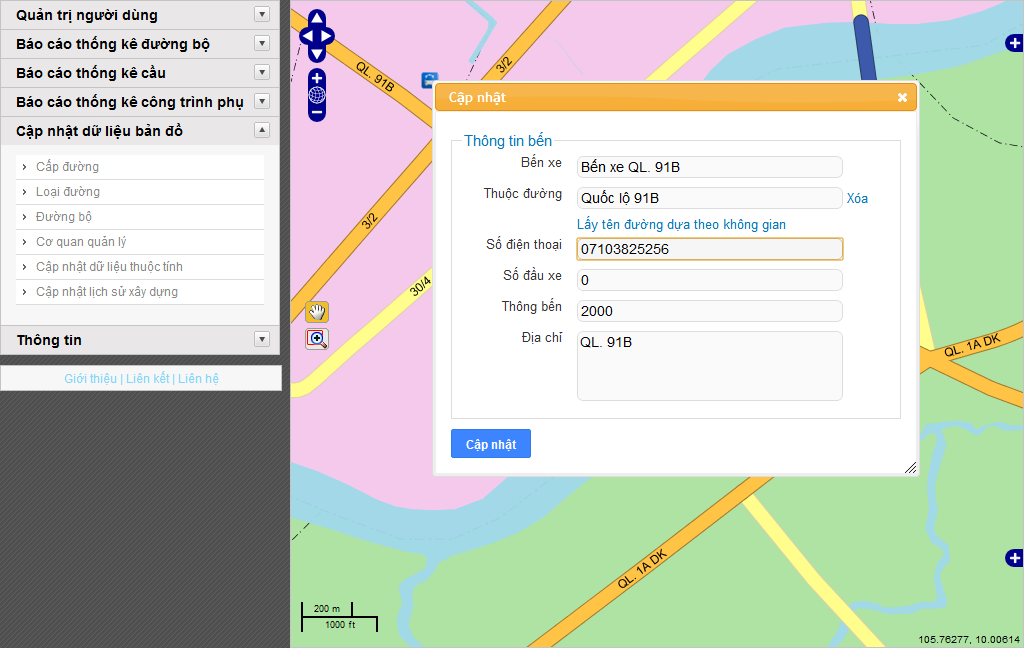 Quản trị người dùng
Báo cáo thống kê đường bộ
Báo cáo thống kê cầu
Báo cáo thống kê công trình phụ
Cập nhật dữ liệu bản đồ
Cấp đường
Loại đường
Đường bộ
Cơ quan quản lý
Cập nhật dữ liệu thuộc tính
Cập nhật lịch sử xây dựng
Thông tin
Giới thiệu | Liên kết | Liên hệ
QL. 91B
3/2
3/2
30/4
Cập nhật
Thông tin bến
Bến xe
Bến xe QL. 91B
Thuộc đường
Quốc lộ 91B
Xóa
Lấy tên đường dựa theo không gian
Số điện thoại
07103825256
Số đầu xe
0
Thông bến
2000
Địa chỉ
QL. 91B
Cập nhật
QL. 1A DK
QL. 1A DK
200 m
1000 ft
105.76277, 10.00614